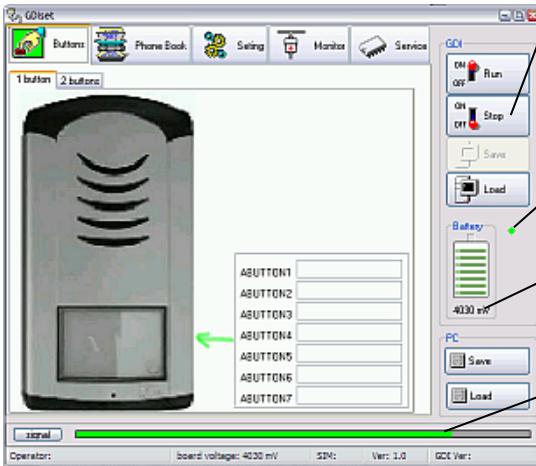 GDIset
Buttons Phone Book Seting Monitor Service
1 button 2 buttons
ABUTTON1
ABUTTON2
ABUTTON3
ABUTTON4
ABUTTON5
ABUTTON6
ABUTTON7
GDI
ON OFF Run
ON OFF Stop
Save
Load
Battery
4030 mV
PC
Save
Load
signal
Operator: board voltage: 4030 mV SIM: Ver: 1.0 GDI Ver: